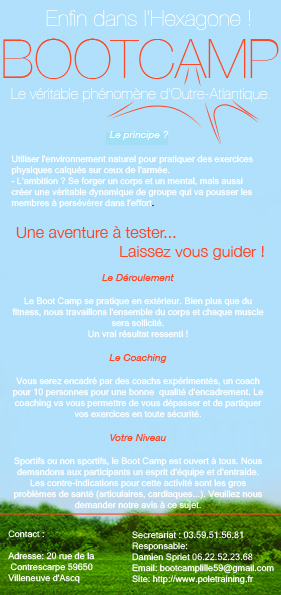 Enfin dans l'Hexagone !
BOOTCAMP
Le véritable phénomène d'Outre-Atlantique.
Le principe ?
Utiliser l'environnement naturel pour pratiquer des exercices
physiques calqués sur ceux de l'armée.
- L'ambition ? Se forger un corps et un mental, mais aussi
créer une véritable dynamique de groupe qui va pousser les
membres à persévérer dans l'effort.
Une aventure à tester...
Laissez vous guider !
Le Déroulement
Le Boot Camp se pratique en extérieur. Bien plus que du
fitness, nous travaillons l'ensemble du corps et chaque muscle
sera sollicité.
Un vrai résultat ressenti !
Le Coaching
Vous serez encadré par des coachs expérimentés, un coach
pour 10 personnes pour une bonne qualité d'encadrement. Le
coaching va vous permettre de vous dépasser et de partiquer
vos exercices en toute sécurité.
Votre Niveau
Sportifs ou non sportifs, le Boot Camp est ouvert à tous. Nous
demandons aux participants un esprit d'équipe et d'entraide.
Les contre-indications pour cette activité sont les gros
problèmes de santé (articulaires, cardiaques...). Veuillez nous
demander notre avis à ce sujet.
Contact :
Adresse: 20 rue de la
Contrescarpe 59650
Villeneuve d'Ascq
Secretariat : 03.59.51.56.81
Responsable:
Damien Spriet 06.22.52.23.68
Email: bootcamplille59@gmail.com
Site: http://www.poletraining.fr